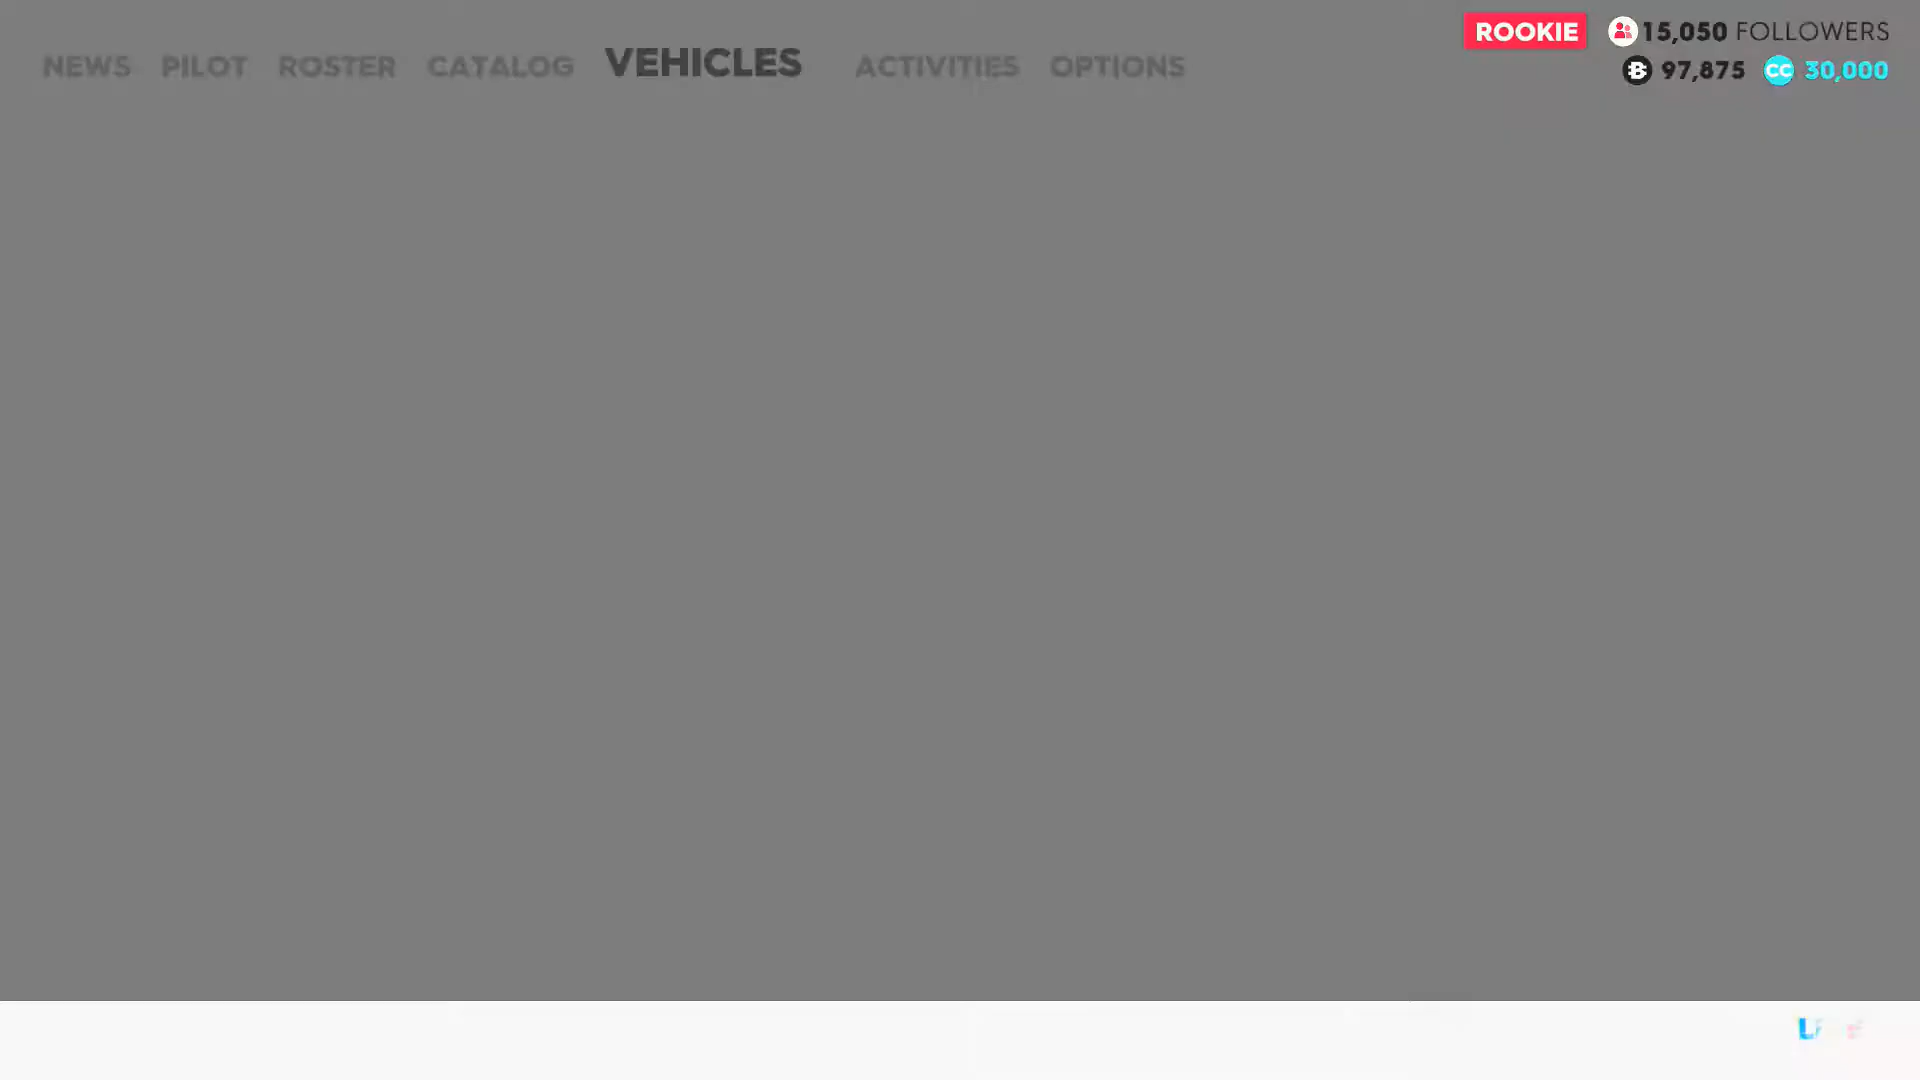 NEWS PILOT ROSTER CATALOG VEHICLES ACTIVITIES OPTIONS
ROOKIE 15,050 FOLLOWERS
97,875 CC 30,000